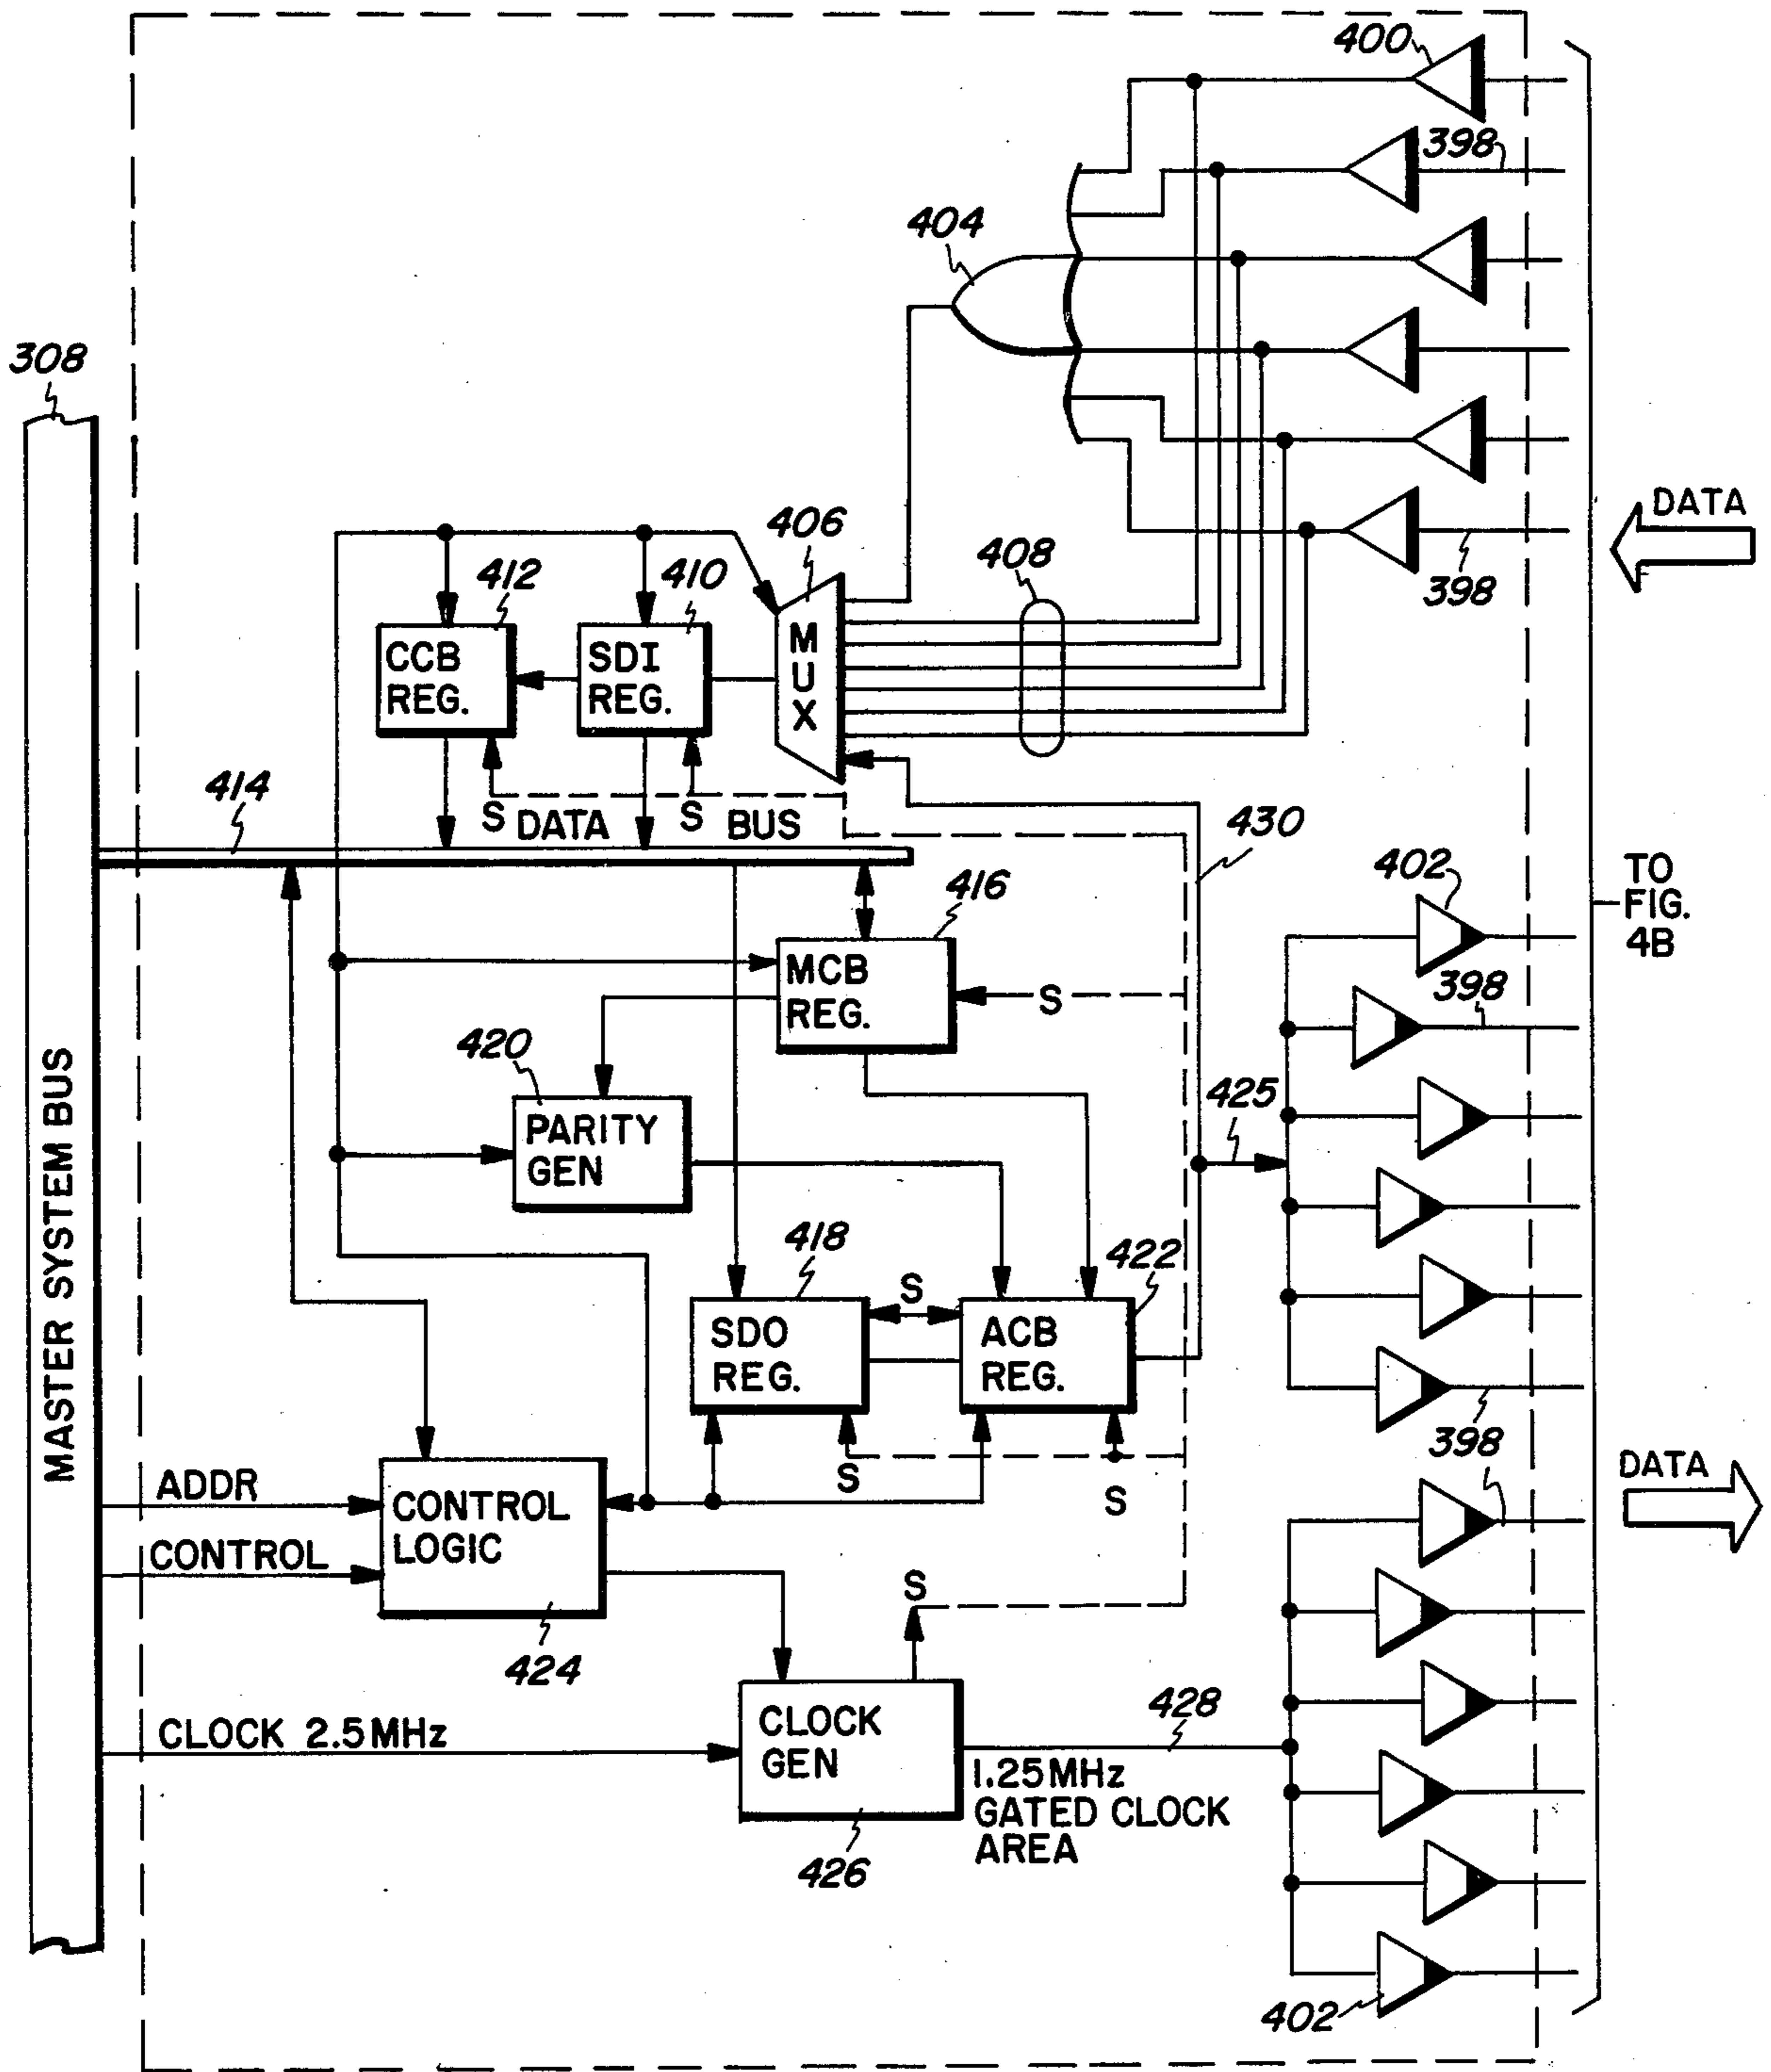 400
398
404
308
DATA
406
408
412
410
398
CCB
REG.
SDI
REG.
M
U
X
414
S DATA S BUS
430
402
TO
FIG.
4B
416
MCB
REG.
S
398
420
425
PARITY
GEN
418
422
S
SDO
REG.
ACB
REG.
MASTER SYSTEM BUS
398
DATA
S
S
ADDR
CONTROL
LOGIC
CONTROL
S
424
428
CLOCK 2.5MHz
CLOCK
GEN
1.25MHz
GATED CLOCK
AREA
426
402